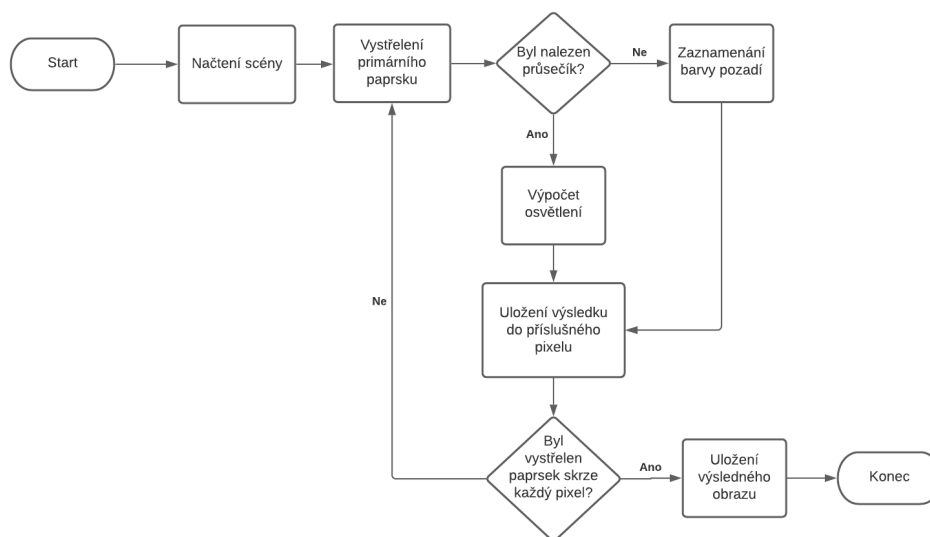 Start
Načtení scény
Vystřelení
primárního
paprsku
Byl nalezen
průsečík?
Ne
Zaznamenání
barvy pozadí
Ano
Výpočet
osvětlení
Ne
Uložení výsledku
do příslušného
pixelu
Byl
vystřelen
paprsek skrze
každý pixel?
Ano
Uložení
výsledného
obrazu
Konec